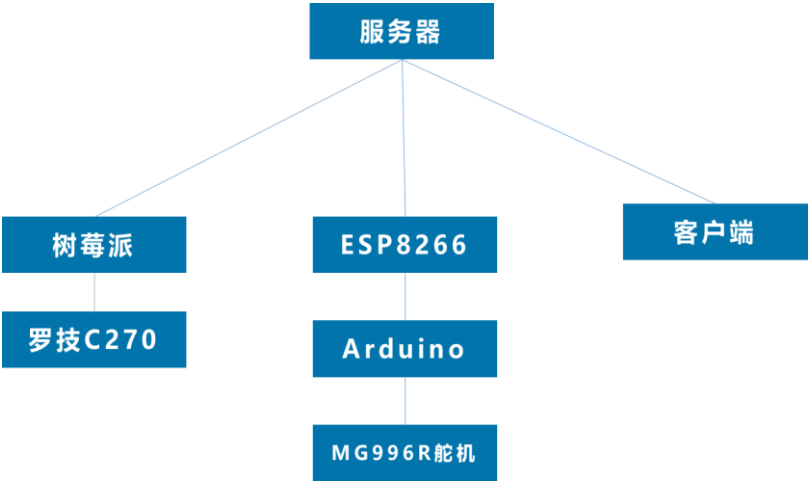 服务器
树莓派
ESP8266
客户端
罗技C270
Arduino
MG996R舵机